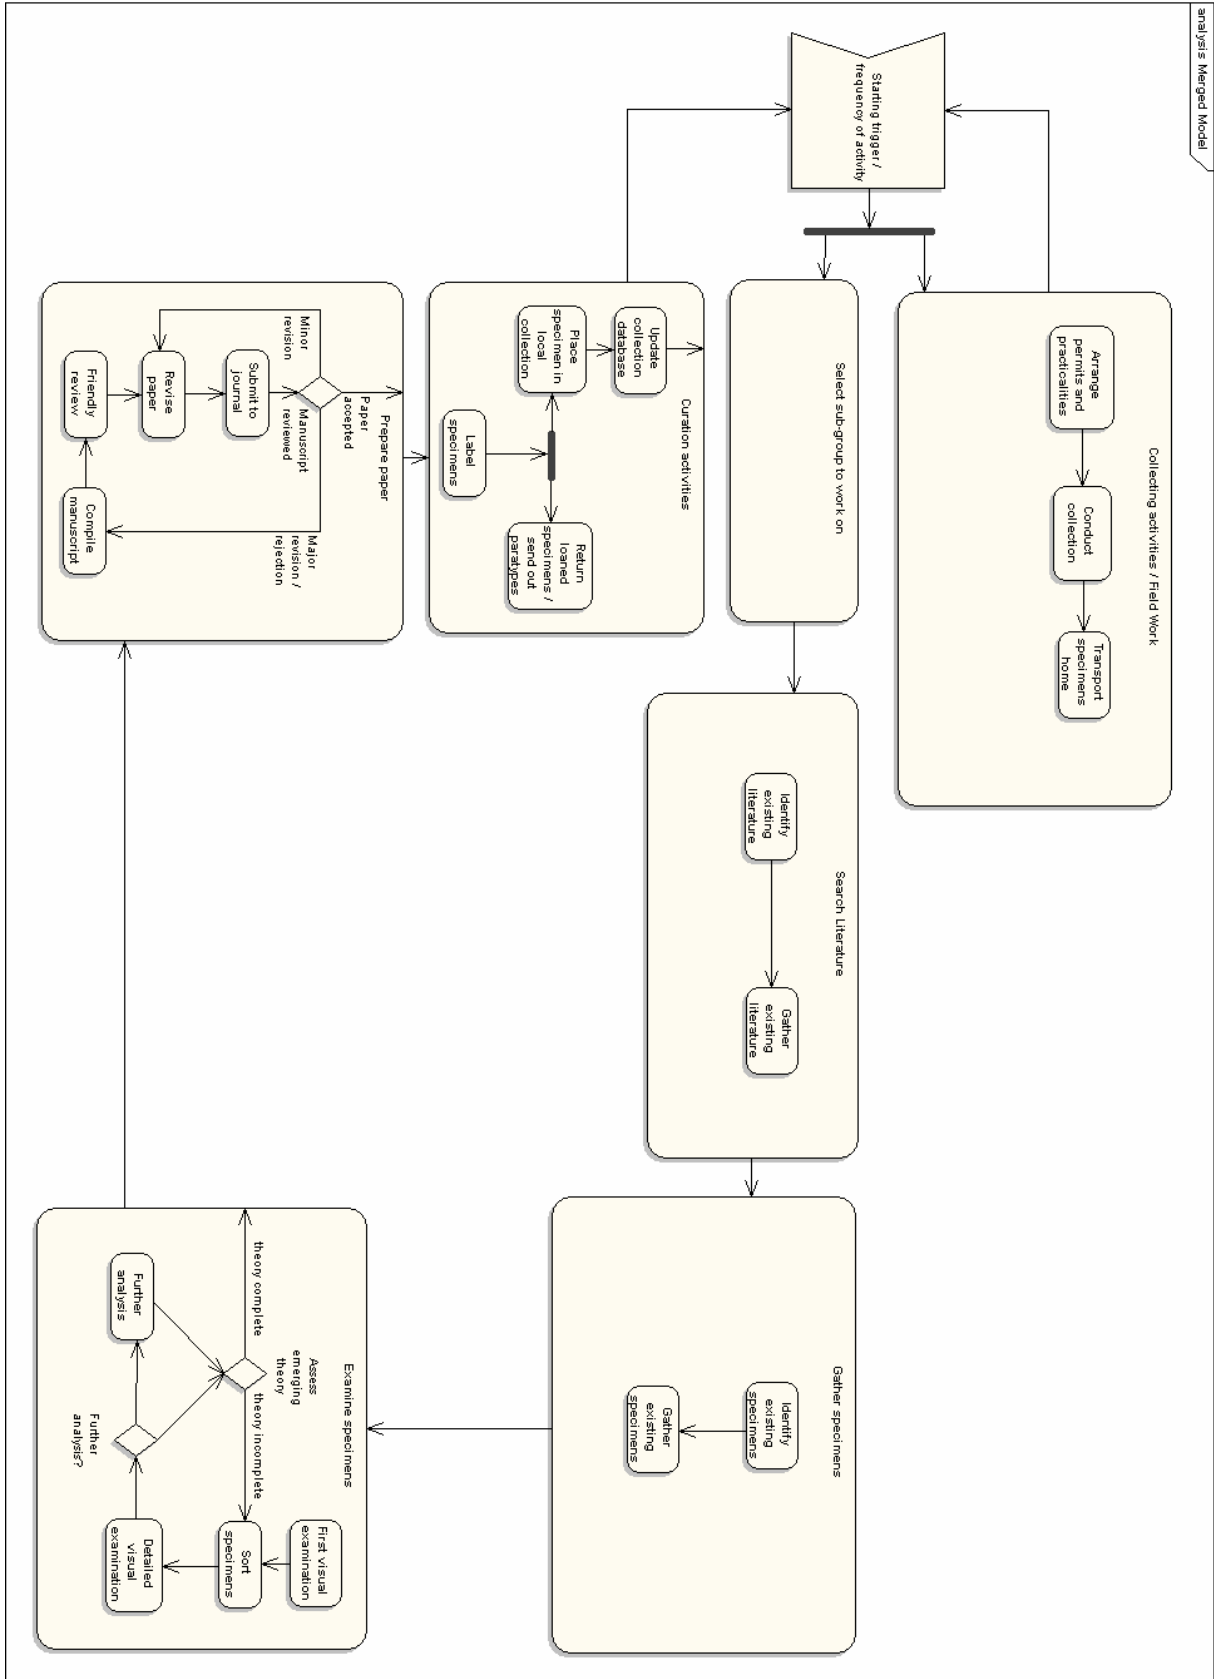 analysis Merged Model
Starting trigger /
frequency of activity
Collecting activities / Field Work
Arrange
permits and
practicalities
Conduct
collection
Transport
specimens
home
Select sub-group to work on
Search Literature
Identify
existing
literature
Gather
existing
literature
Gather specimens
Identify
existing
specimens
Gather
existing
specimens
Examine specimens
First visual
examination
Sort
specimens
Detailed
visual
examination
Further
analysis?
Further
analysis
Assess
emerging
theory
theory complete
theory incomplete
Prepare paper
Compile
manuscript
Friendly
review
Revise
paper
Submit to
journal
Manuscript
reviewed
Minor
revision
Major
revision /
rejection
Paper
accepted
Curation activities
Label
specimens
Place
specimen in
local
collection
Update
collection
database
Return
loaned
specimens /
send out
paratypes